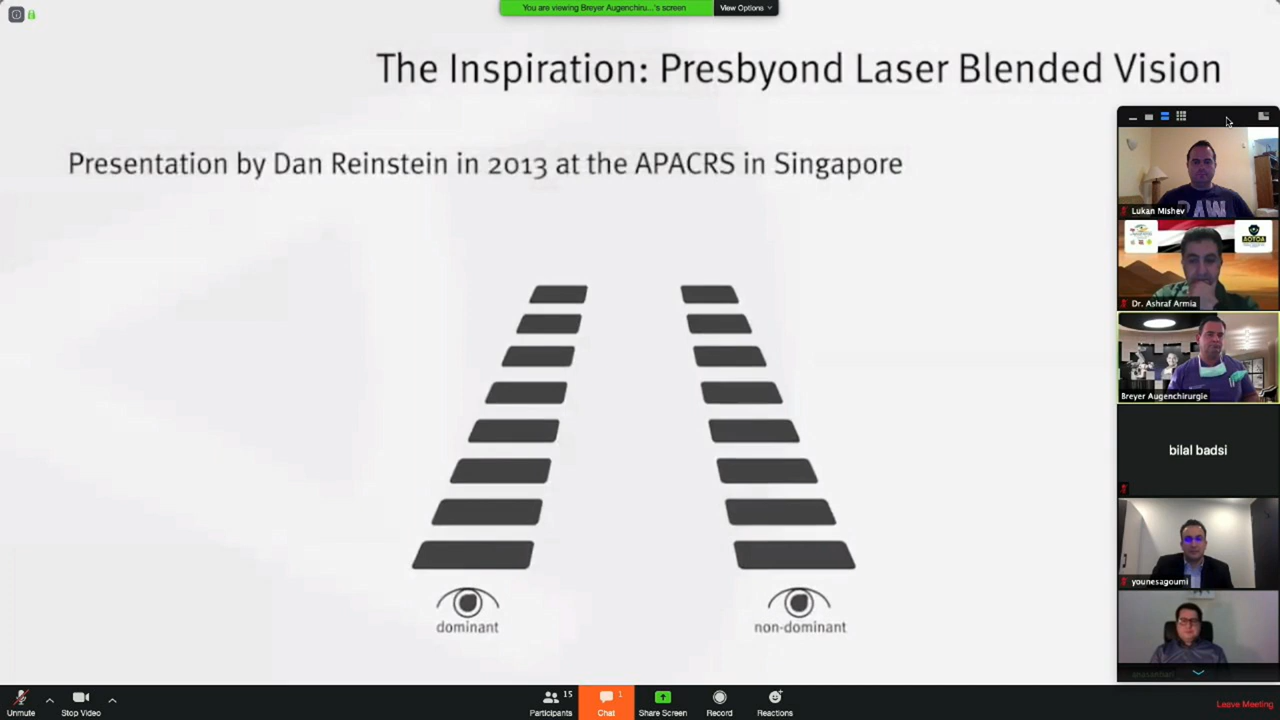 You are viewing Breyer Augenchiru...'s screen
View Options
The Inspiration: Presbyond Laser Blended Vision
Presentation by Dan Reinstein in 2013 at the APACRS in Singapore
dominant
non-dominant
RAW
Lukan Mishev
AOTOA
Dr. Ashraf Armia
Breyer Augenchirurgie
bilal badsi
younesagoumi
Unmute
Stop Video
15
Participants
1
Chat
Share Screen
Record
Reactions
Leave Meeting